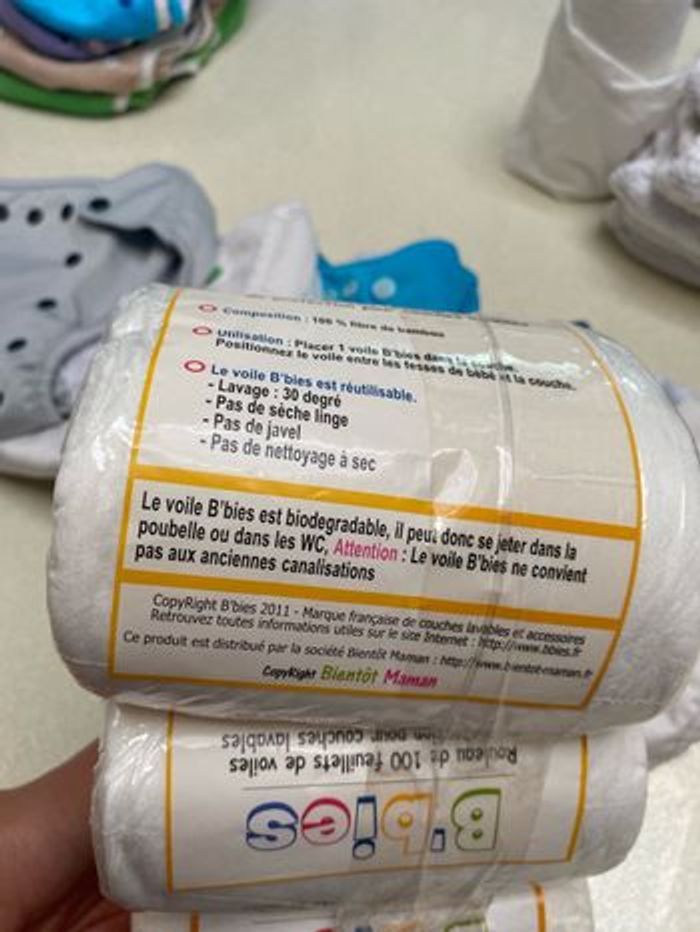 Composition : 100 % fibre de bambou
Utilisation : Placer 1 voile B'bies dans la couche.
Positionnez le voile entre les fesses de bébé et la couche.
Le voile B'bies est réutilisable.
- Lavage : 30 degré
- Pas de sèche linge
- Pas de javel
- Pas de nettoyage à sec
Le voile B'bies est biodegradable, il peut donc se jeter dans la
poubelle ou dans les WC, Attention : Le voile B'bies ne convient
pas aux anciennes canalisations
CopyRight B'bies 2011 - Marque française de couches lavables et accessoires
Retrouvez toutes informations utiles sur le site Internet : http://www.bbies.fr
Ce produit est distribué par la société Bientôt Maman : http://www.bientot-maman.fr
CopyRight Bientôt Maman
B'bies
Rouleau de 100 feuillets de voiles
pour couches lavables